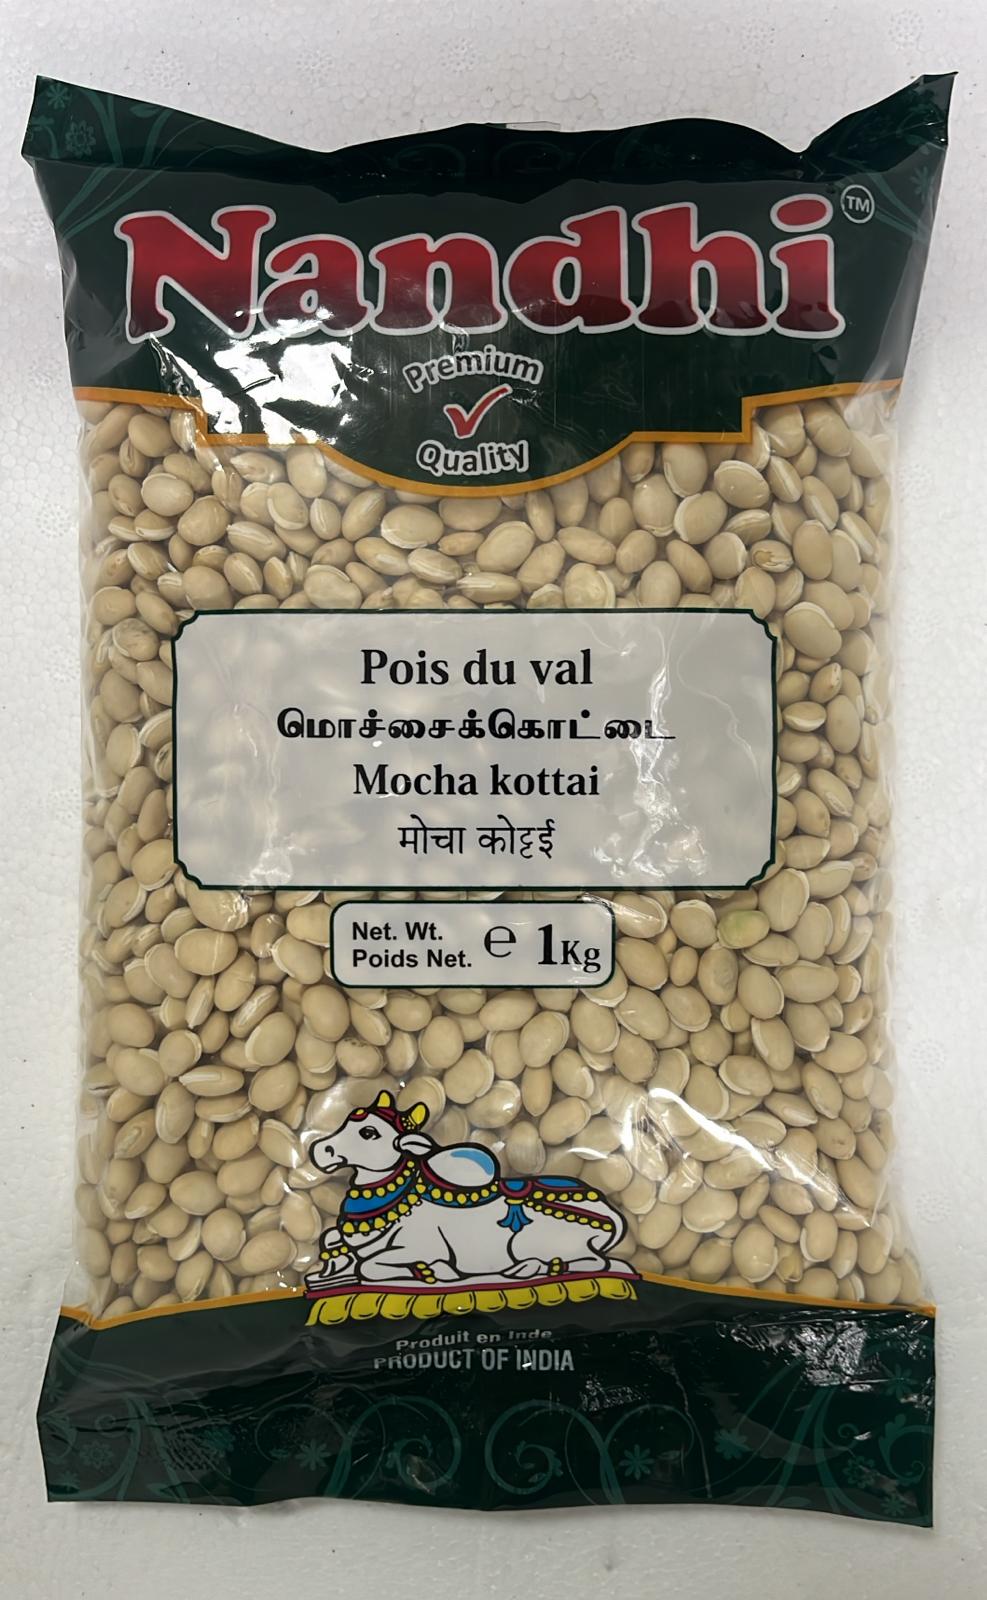 Nandhi TM
Premium
Quality
Pois du val
மொச்சைக்கொட்டை
Mocha kottai
मोचा कोट्टई
Net. Wt.
Poids Net.
℮ 1Kg
Produit en Inde
PRODUCT OF INDIA